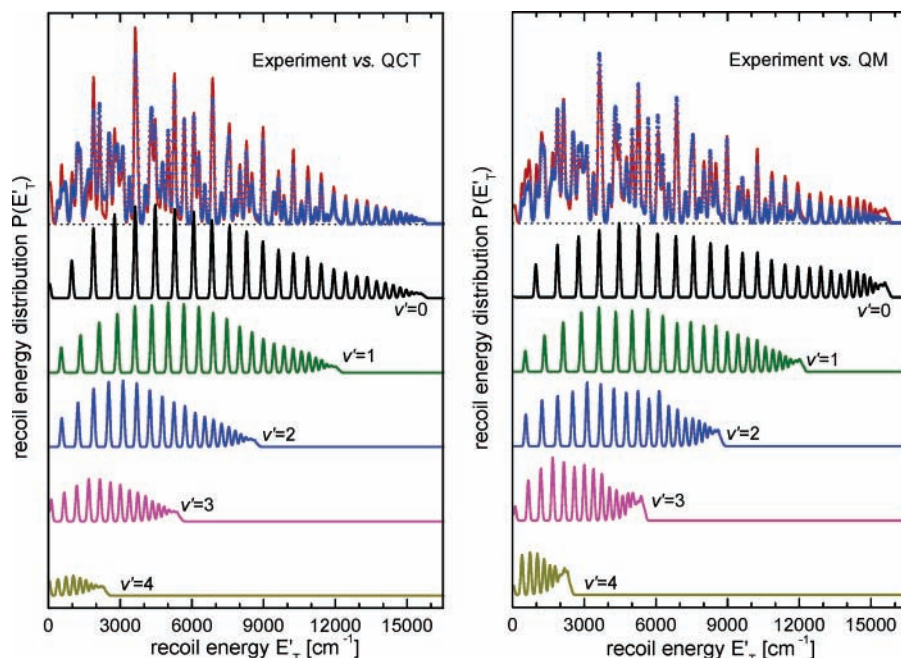 Experiment vs. QCT
recoil energy distribution P(E'T)
v'=0
v'=1
v'=2
v'=3
v'=4
0 3000 6000 9000 12000 15000
recoil energy E'T [cm-1]
Experiment vs. QM
recoil energy distribution P(E'T)
v'=0
v'=1
v'=2
v'=3
v'=4
0 3000 6000 9000 12000 15000
recoil energy E'T [cm-1]